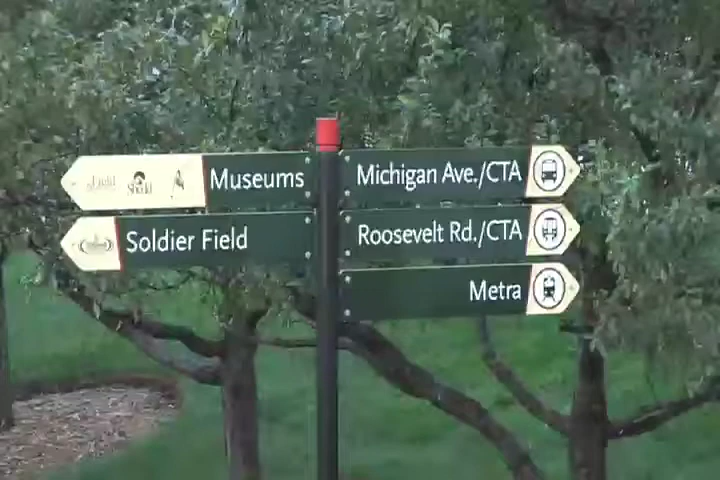 Museums
Soldier Field
Michigan Ave./CTA
Roosevelt Rd./CTA
Metra